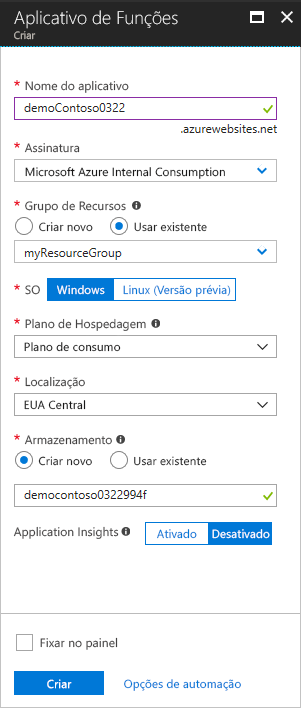 Aplicativo de Funções
Criar
* Nome do aplicativo
demoContoso0322
.azurewebsites.net
* Assinatura
Microsoft Azure Internal Consumption
* Grupo de Recursos
Criar novo Usar existente
myResourceGroup
* SO Windows Linux (Versão prévia)
* Plano de Hospedagem
Plano de consumo
* Localização
EUA Central
* Armazenamento
Criar novo Usar existente
democontoso0322994f
Application Insights Ativado Desativado
Fixar no painel
Criar Opções de automação